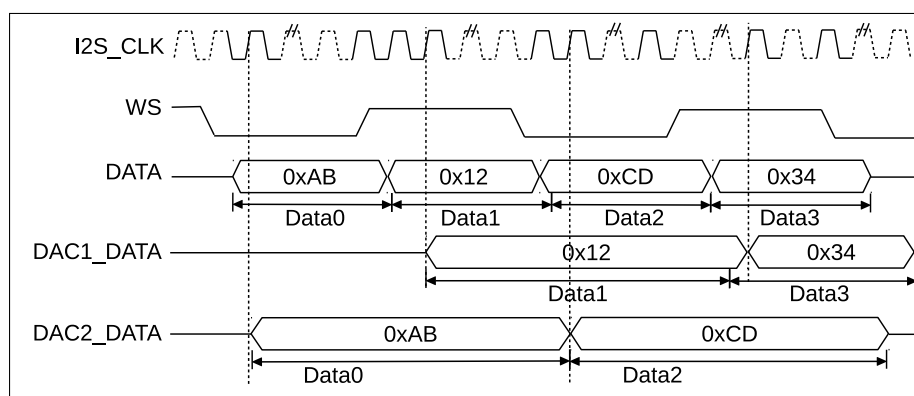 I2S_CLK
WS
DATA 0xAB 0x12 0xCD 0x34
Data0 Data1 Data2 Data3
DAC1_DATA 0x12 0x34
Data1 Data3
DAC2_DATA 0xAB 0xCD
Data0 Data2